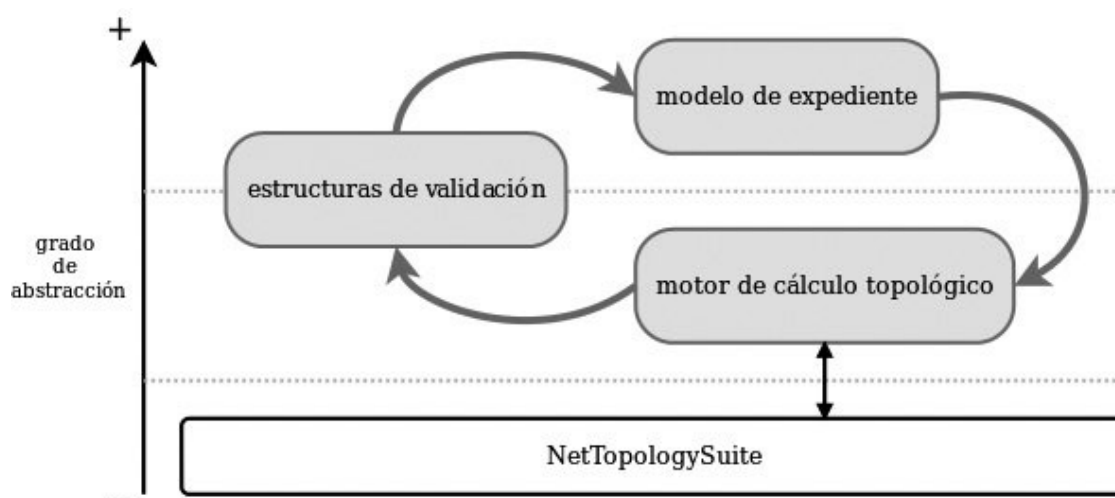 +
modelo de expediente
estructuras de validación
grado
de
abstracción
motor de cálculo topológico
NetTopologySuite